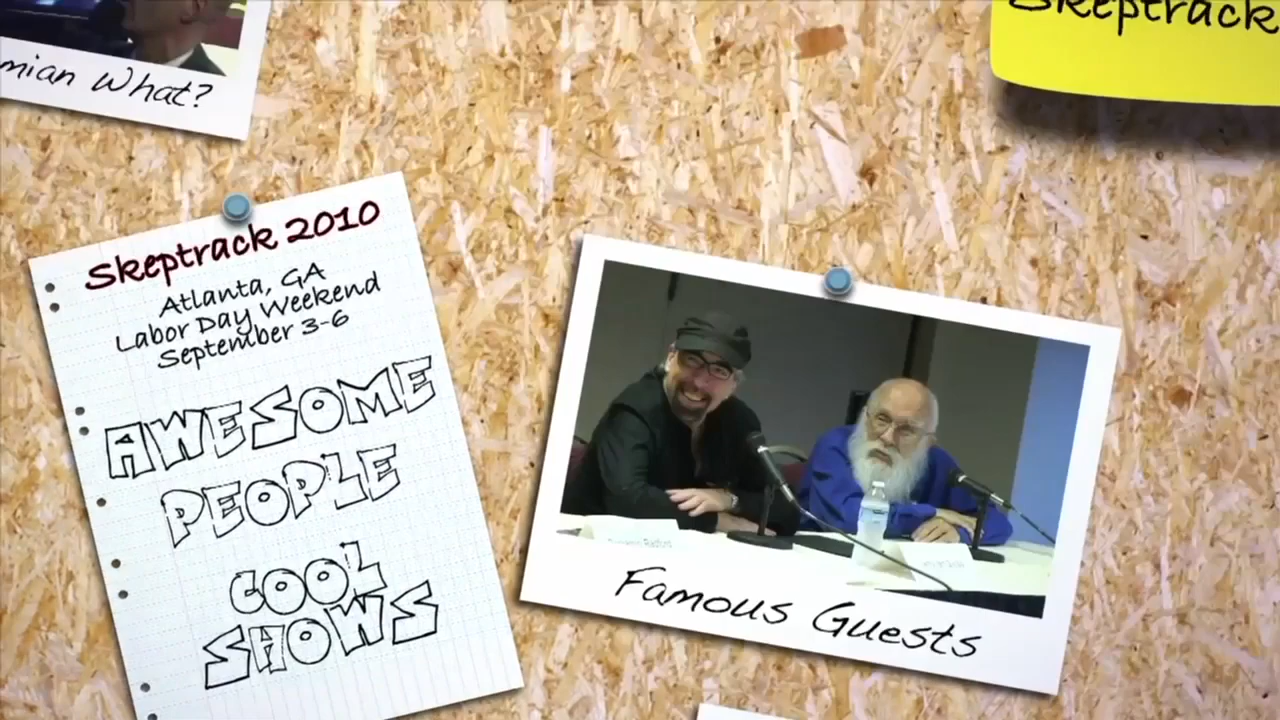 mian What?
Skeptrack
Skeptrack 2010
Atlanta, GA
Labor Day Weekend
September 3-6
AWESOME
PEOPLE
COOL
SHOWS
Famous Guests